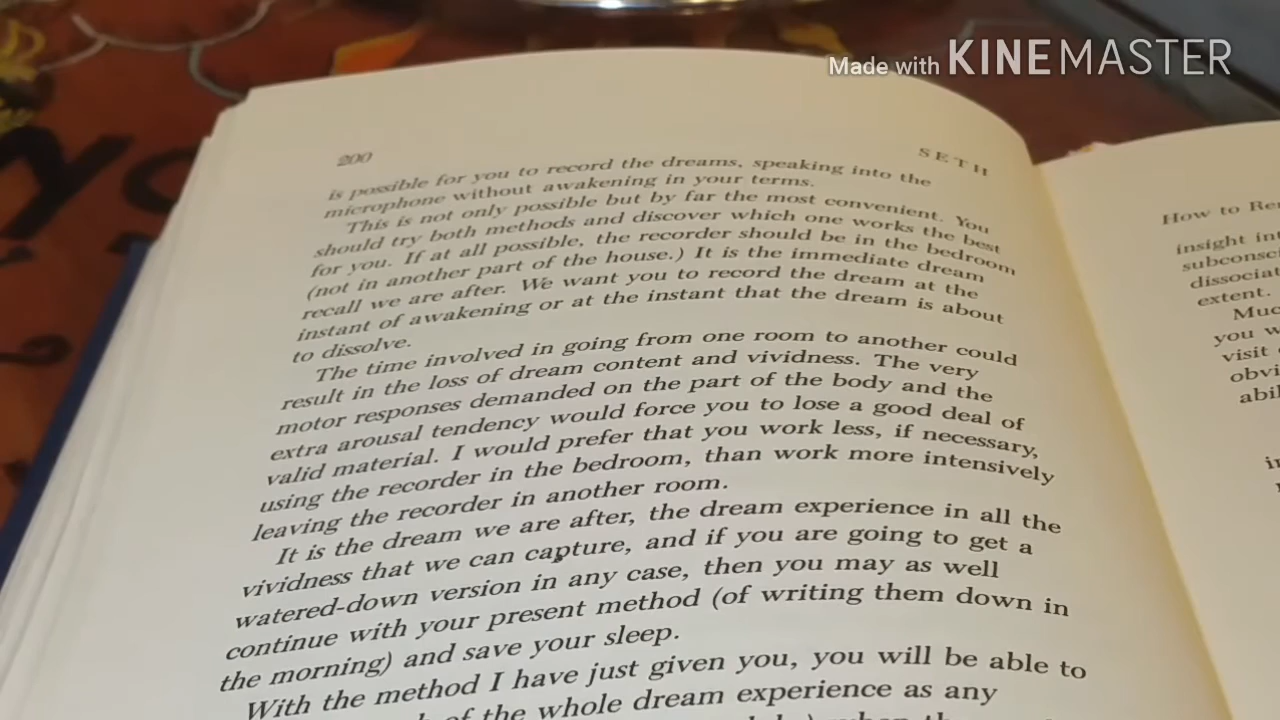 Made with KINEMASTER
200
SETH
is possible for you to record the dreams, speaking into the
microphone without awakening in your terms.
This is not only possible but by far the most convenient. You
should try both methods and discover which one works the best
for you. If at all possible, the recorder should be in the bedroom
(not in another part of the house.) It is the immediate dream
recall we are after. We want you to record the dream at the
instant of awakening or at the instant that the dream is about
to dissolve.
The time involved in going from one room to another could
result in the loss of dream content and vividness. The very
motor responses demanded on the part of the body and the
extra arousal tendency would force you to lose a good deal of
valid material. I would prefer that you work less, if necessary,
using the recorder in the bedroom, than work more intensively
leaving the recorder in another room.
It is the dream we are after, the dream experience in all the
vividness that we can capture, and if you are going to get a
watered-down version in any case, then you may as well
continue with your present method (of writing them down in
the morning) and save your sleep.
With the method I have just given you, you will be able to
of the whole dream experience as any
How to
insight
extent.
you
visit